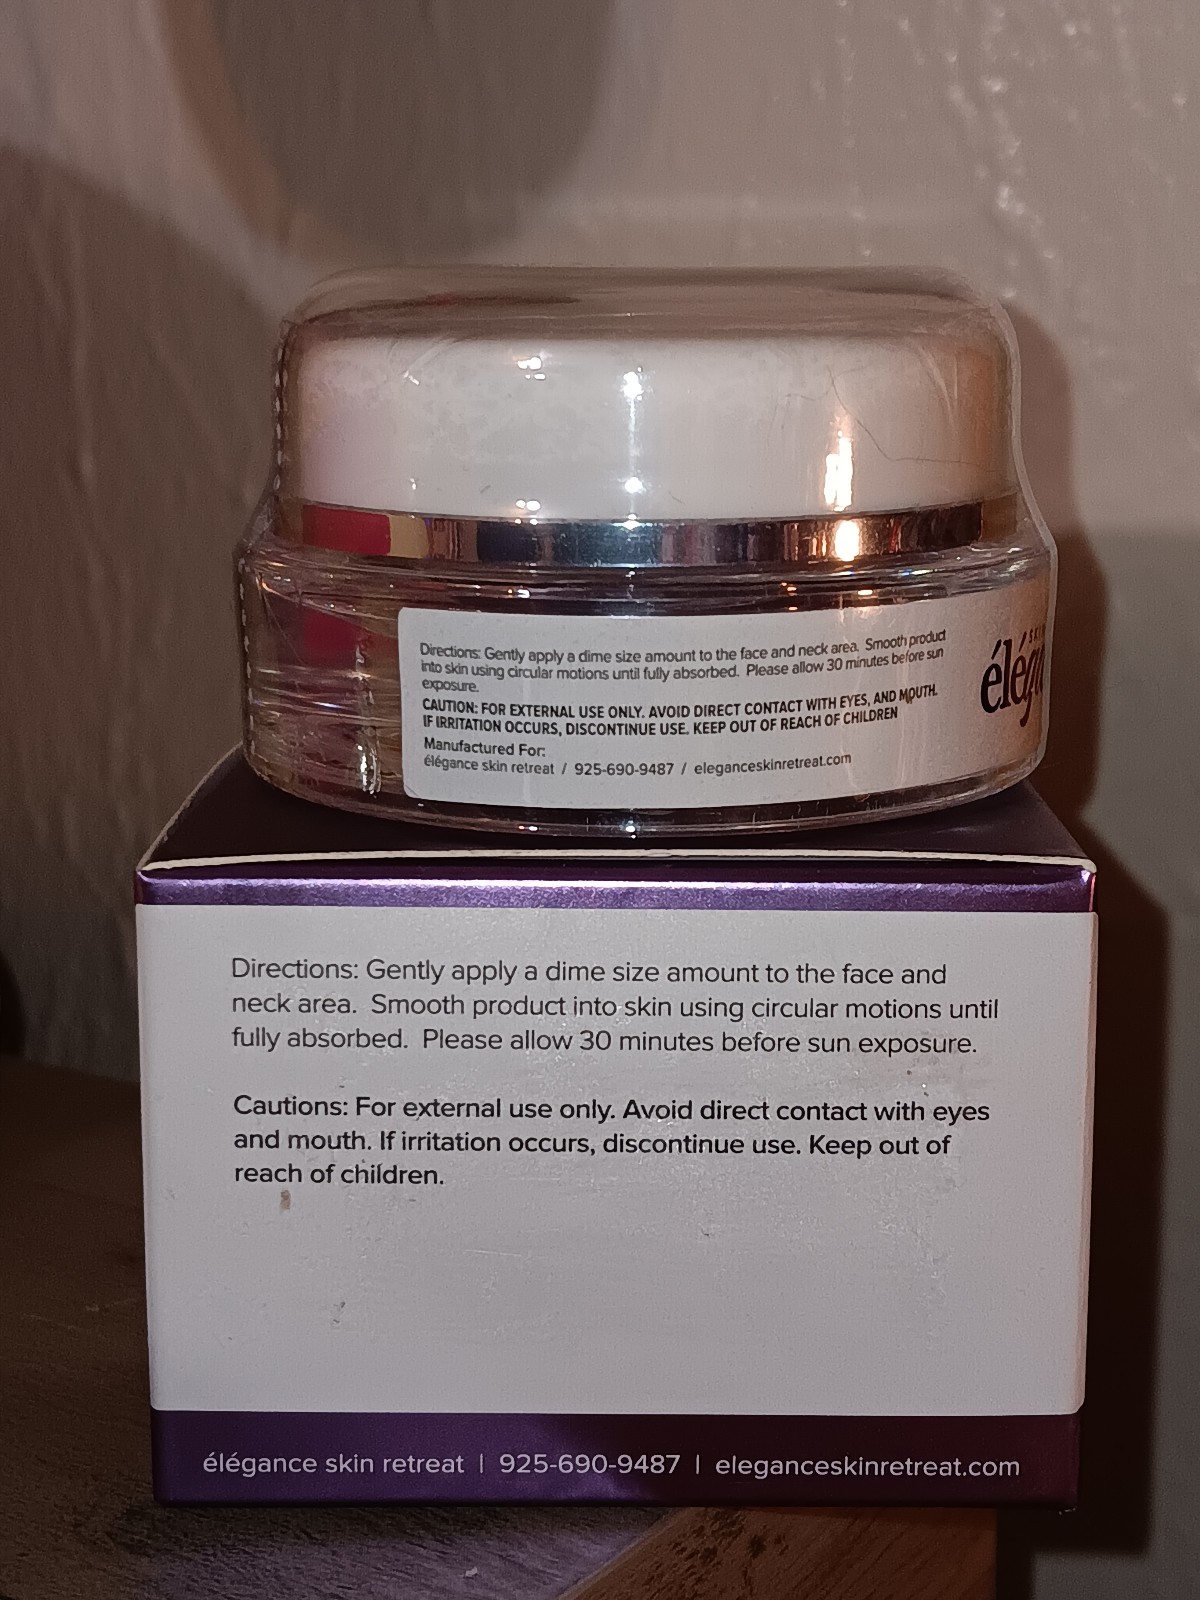 Directions: Gently apply a dime size amount to the face and neck area. Smooth product
into skin using circular motions until fully absorbed. Please allow 30 minutes before sun
exposure.
CAUTION: FOR EXTERNAL USE ONLY. AVOID DIRECT CONTACT WITH EYES, AND MOUTH.
IF IRRITATION OCCURS, DISCONTINUE USE. KEEP OUT OF REACH OF CHILDREN
Manufactured For:
élégance skin retreat / 925-690-9487 / eleganceskinretreat.com
Directions: Gently apply a dime size amount to the face and
neck area. Smooth product into skin using circular motions until
fully absorbed. Please allow 30 minutes before sun exposure.
Cautions: For external use only. Avoid direct contact with eyes
and mouth. If irritation occurs, discontinue use. Keep out of
reach of children.
élégance skin retreat | 925-690-9487 | eleganceskinretreat.com